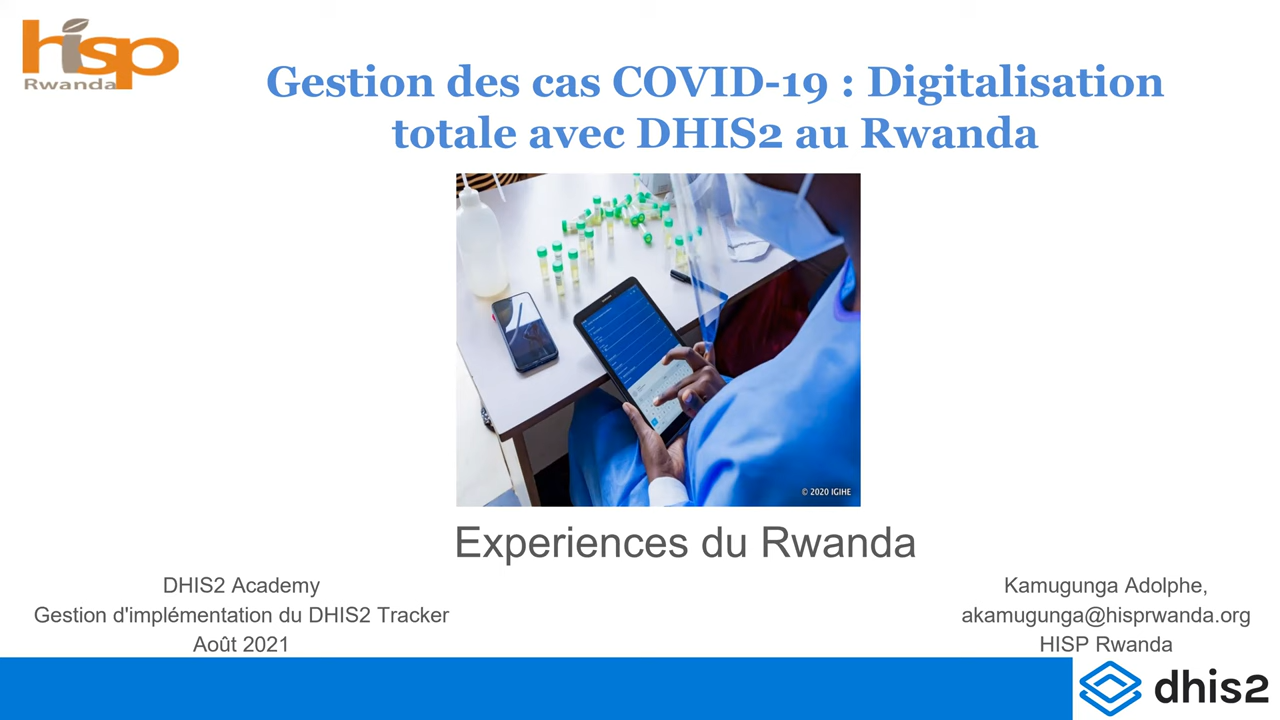 hisp
Rwanda
Gestion des cas COVID-19 : Digitalisation
totale avec DHIS2 au Rwanda
© 2020 IGIHE
Experiences du Rwanda
DHIS2 Academy
Gestion d'implémentation du DHIS2 Tracker
Août 2021
Kamugunga Adolphe,
akamugunga@hisprwanda.org
HISP Rwanda
dhis2